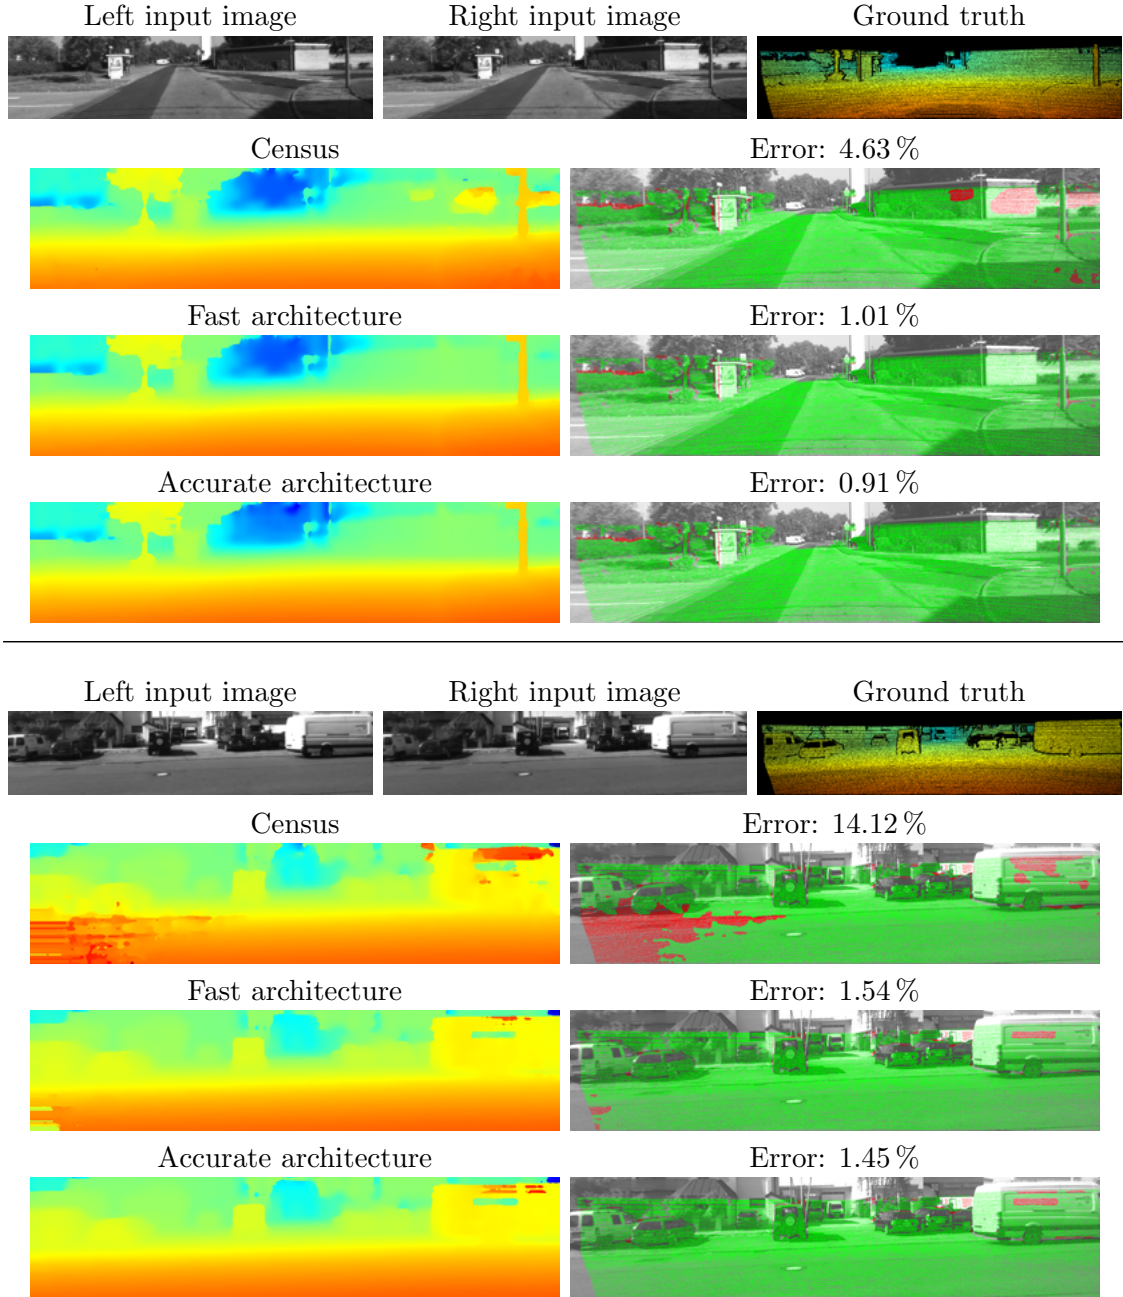 Left input image Right input image Ground truth
Census Error: 4.63 %
Fast architecture Error: 1.01 %
Accurate architecture Error: 0.91 %
Left input image Right input image Ground truth
Census Error: 14.12 %
Fast architecture Error: 1.54 %
Accurate architecture Error: 1.45 %